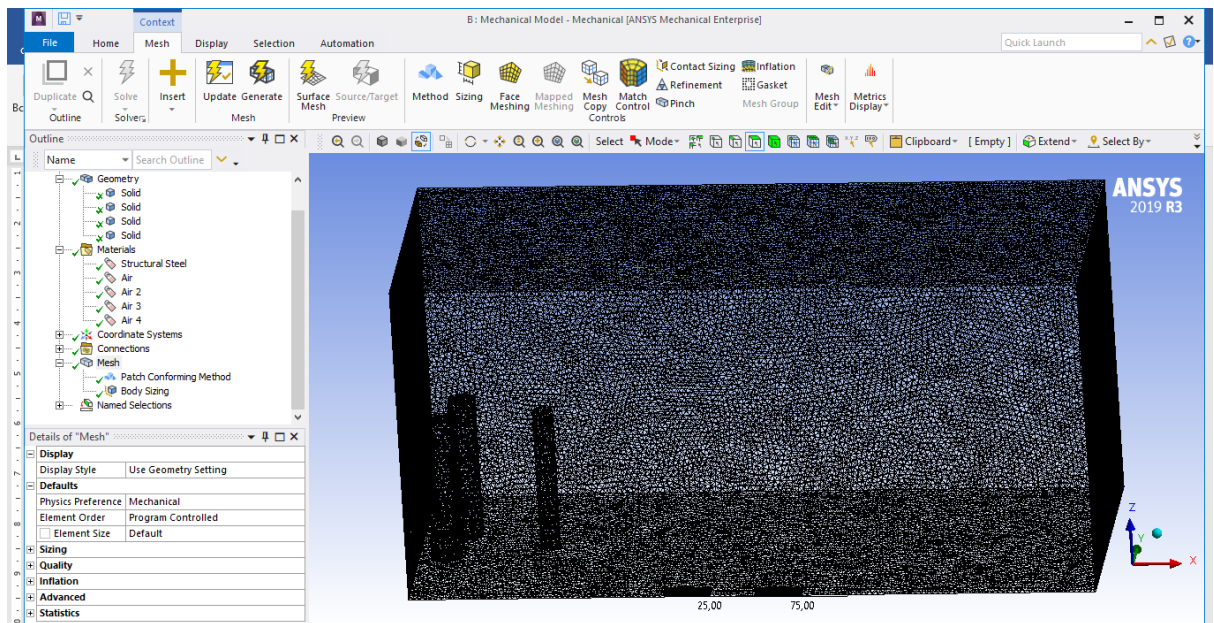 B : Mechanical Model - Mechanical [ANSYS Mechanical Enterprise]
Context
File Home Mesh Display Selection Automation
Quick Launch
Duplicate Solve Insert Update Generate Surface Mesh Source/Target Method Sizing Face Meshing Mapped Meshing Mesh Copy Match Control Contact Sizing Refinement Pinch Inflation Gasket Mesh Group Mesh Edit Metrics Display
Outline Solver Mesh Preview Controls
Outline
Select Mode Clipboard [ Empty ] Extend Select By
Name Search Outline
Geometry
Solid
Solid
Solid
Solid
Materials
Structural Steel
Air
Air 2
Air 3
Air 4
Coordinate Systems
Connections
Mesh
Patch Conforming Method
Body Sizing
Named Selections
Details of "Mesh"
Display
Display Style Use Geometry Setting
Defaults
Physics Preference Mechanical
Element Order Program Controlled
Element Size Default
Sizing
Quality
Inflation
Advanced
Statistics
ANSYS
2019 R3
Z
Y
X
25,00 75,00